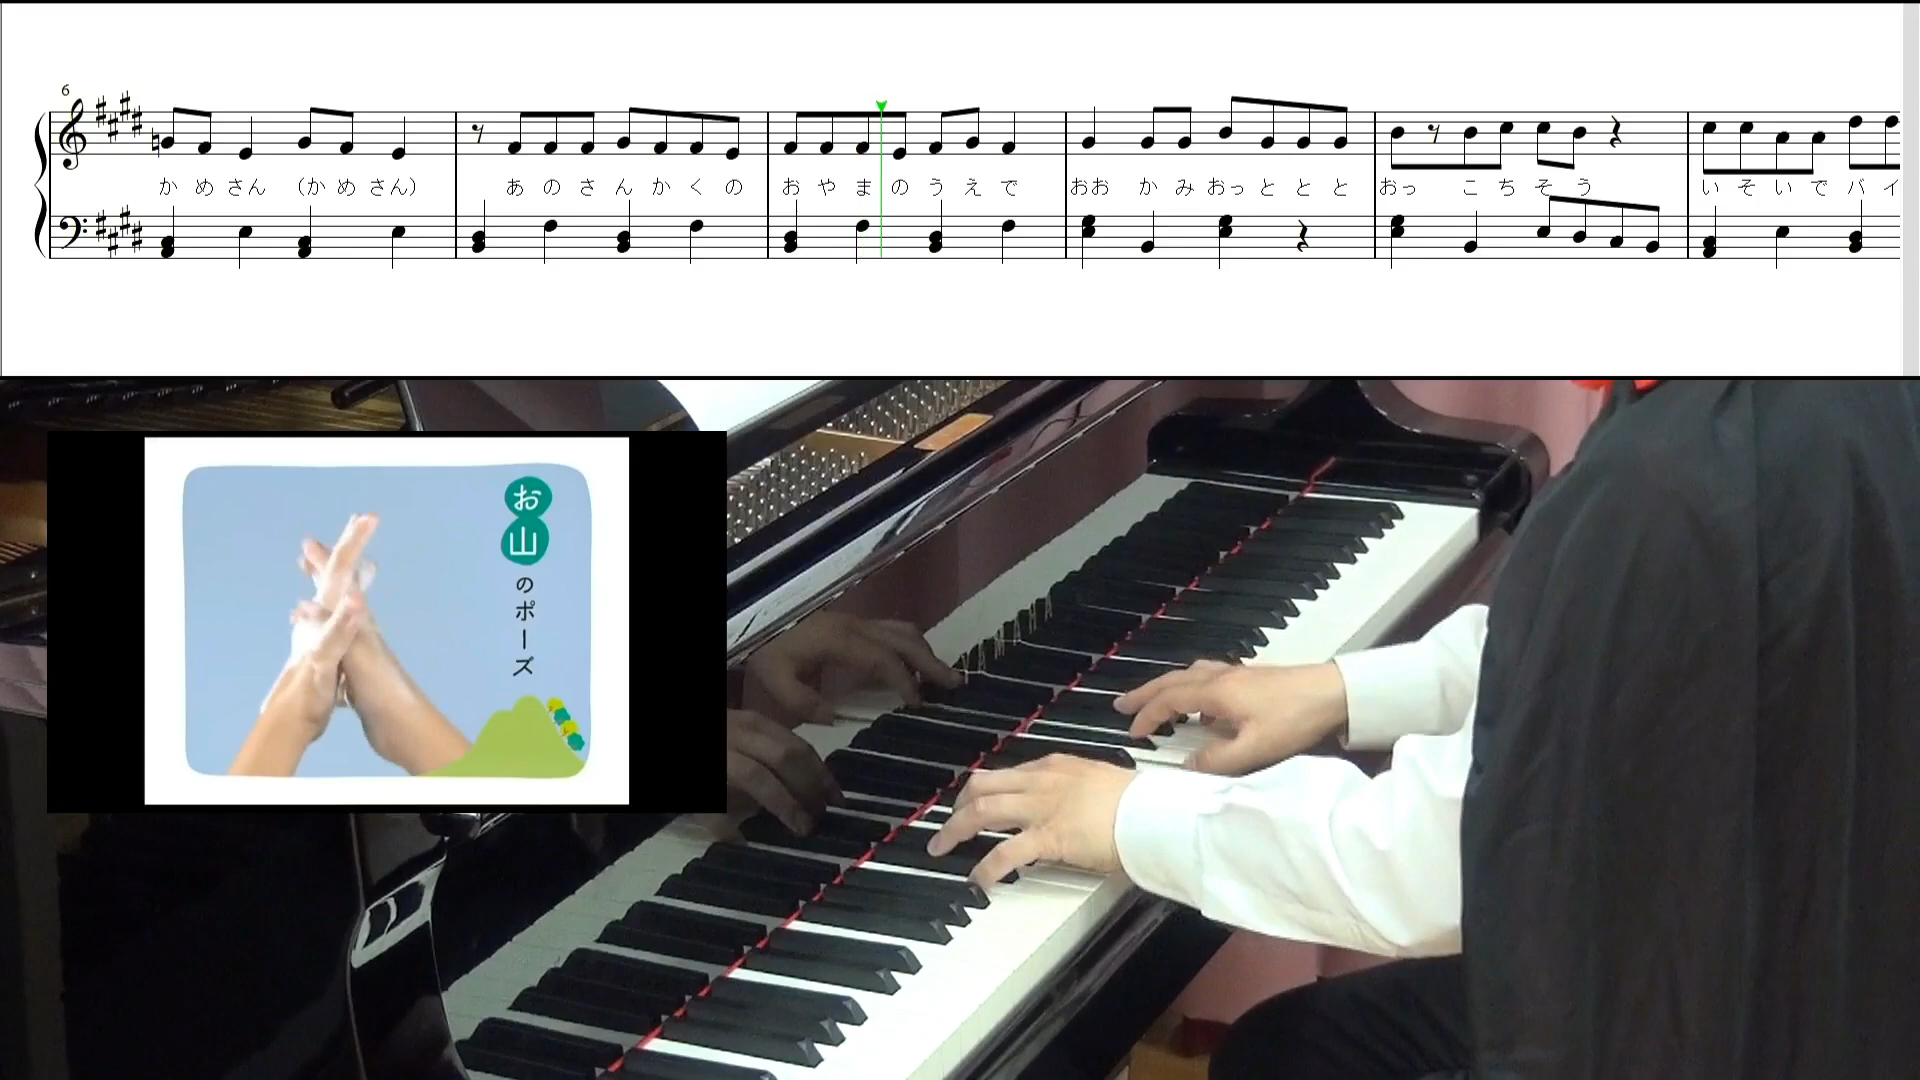 6
か め さん （か め さん） あ の さ ん か く の お や ま の う え で おお か み おっ と と と おっ こ ち そ う い そ い で バ イ
お山のポーズ